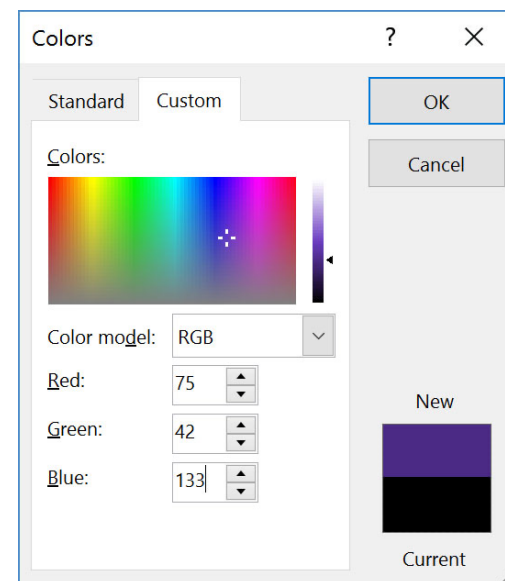 Colors ?
Standard Custom
OK
Cancel
Colors:
Color model: RGB
Red: 75
Green: 42
Blue: 133
New
Current